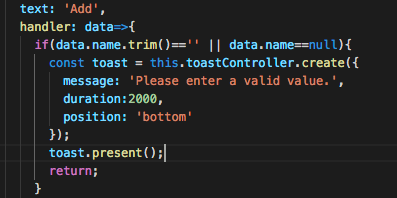 text: 'Add',
handler: data=>{
if(data.name.trim()=='' || data.name==null){
const toast = this.toastController.create({
message: 'Please enter a valid value.',
duration:2000,
position: 'bottom'
});
toast.present();
return;
}